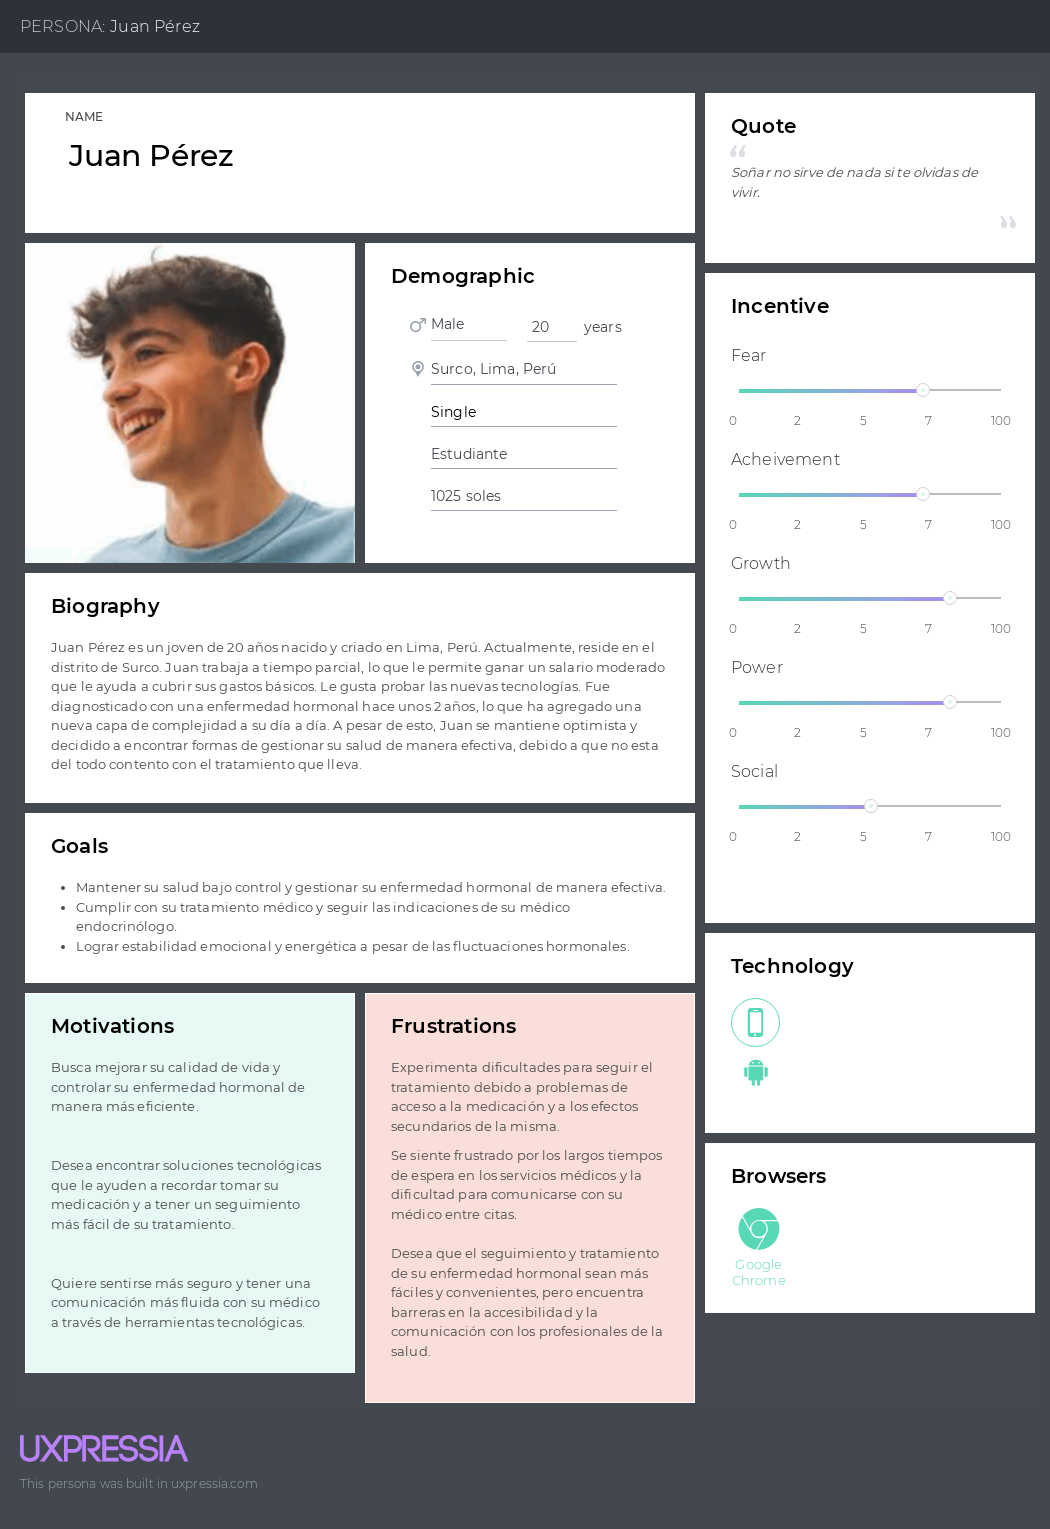 PERSONA: Juan Pérez
NAME
Juan Pérez
Quote
“
Soñar no sirve de nada si te olvidas de
vivir.
”
Demographic
Male
20 years
Surco, Lima, Perú
Single
Estudiante
1025 soles
Incentive
Fear
0 2 5 7 100
Acheivement
0 2 5 7 100
Growth
0 2 5 7 100
Power
0 2 5 7 100
Social
0 2 5 7 100
Biography
Juan Pérez es un joven de 20 años nacido y criado en Lima, Perú. Actualmente, reside en el
distrito de Surco. Juan trabaja a tiempo parcial, lo que le permite ganar un salario moderado
que le ayuda a cubrir sus gastos básicos. Le gusta probar las nuevas tecnologías. Fue
diagnosticado con una enfermedad hormonal hace unos 2 años, lo que ha agregado una
nueva capa de complejidad a su día a día. A pesar de esto, Juan se mantiene optimista y
decidido a encontrar formas de gestionar su salud de manera efectiva, debido a que no esta
del todo contento con el tratamiento que lleva.
Goals
• Mantener su salud bajo control y gestionar su enfermedad hormonal de manera efectiva.
• Cumplir con su tratamiento médico y seguir las indicaciones de su médico
endocrinólogo.
• Lograr estabilidad emocional y energética a pesar de las fluctuaciones hormonales.
Motivations
Busca mejorar su calidad de vida y
controlar su enfermedad hormonal de
manera más eficiente.
Desea encontrar soluciones tecnológicas
que le ayuden a recordar tomar su
medicación y a tener un seguimiento
más fácil de su tratamiento.
Quiere sentirse más seguro y tener una
comunicación más fluida con su médico
a través de herramientas tecnológicas.
Frustrations
Experimenta dificultades para seguir el
tratamiento debido a problemas de
acceso a la medicación y a los efectos
secundarios de la misma.
Se siente frustrado por los largos tiempos
de espera en los servicios médicos y la
dificultad para comunicarse con su
médico entre citas.
Desea que el seguimiento y tratamiento
de su enfermedad hormonal sean más
fáciles y convenientes, pero encuentra
barreras en la accesibilidad y la
comunicación con los profesionales de la
salud.
Technology
Browsers
Google
Chrome
UXPRESSIA
This persona was built in uxpressia.com